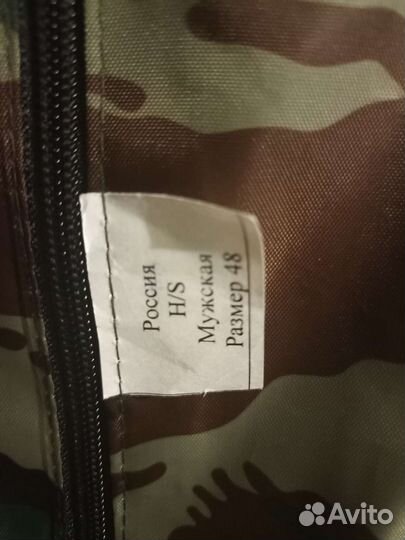 Россия
H/S
Мужская
Размер 48
Avito